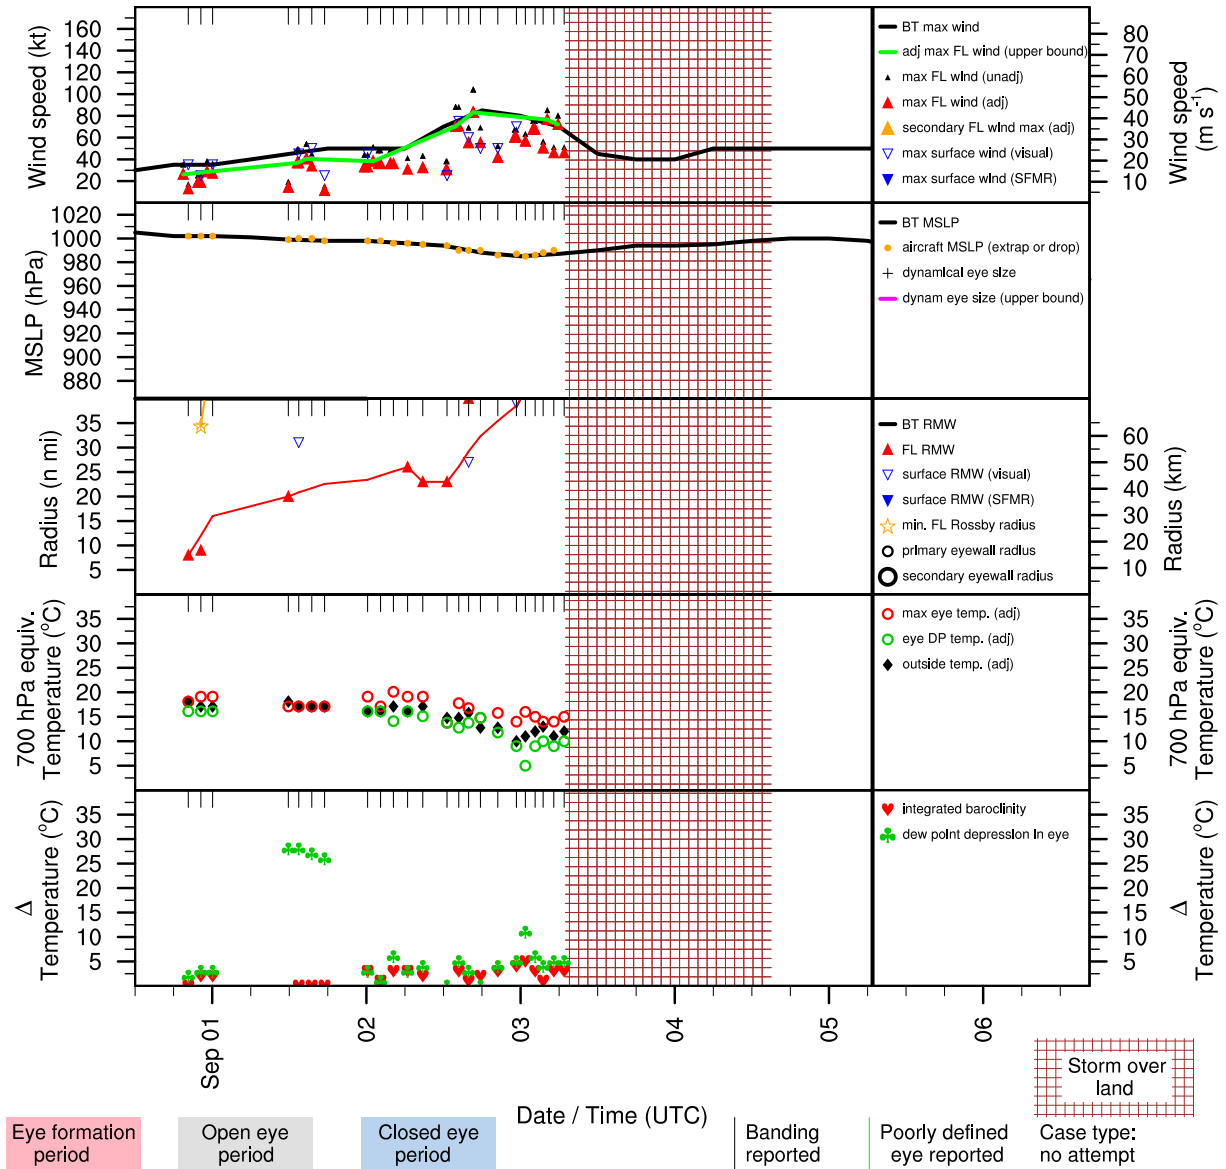 Wind speed (kt)
160
140
120
100
80
60
40
20
BT max wind
adj max FL wind (upper bound)
max FL wind (unadj)
max FL wind (adj)
secondary FL wind max (adj)
max surface wind (visual)
max surface wind (SFMR)
80
70
60
50
40
30
20
10
Wind speed
(m s-1)
MSLP (hPa)
1020
1000
980
960
940
920
900
880
BT MSLP
aircraft MSLP (extrap or drop)
dynamical eye size
dynam eye size (upper bound)
Radius (n mi)
35
30
25
20
15
10
5
BT RMW
FL RMW
surface RMW (visual)
surface RMW (SFMR)
min. FL Rossby radius
primary eyewall radius
secondary eyewall radius
60
50
40
30
20
10
Radius (km)
700 hPa equiv.
Temperature (°C)
35
30
25
20
15
10
5
max eye temp. (adj)
eye DP temp. (adj)
outside temp. (adj)
35
30
25
20
15
10
5
700 hPa equiv.
Temperature (°C)
Δ
Temperature (°C)
35
30
25
20
15
10
5
integrated baroclinity
dew point depression in eye
35
30
25
20
15
10
5
Δ
Temperature (°C)
Sep 01
02
03
04
05
06
Date / Time (UTC)
Storm over
land
Eye formation
period
Open eye
period
Closed eye
period
Banding
reported
Poorly defined
eye reported
Case type:
no attempt